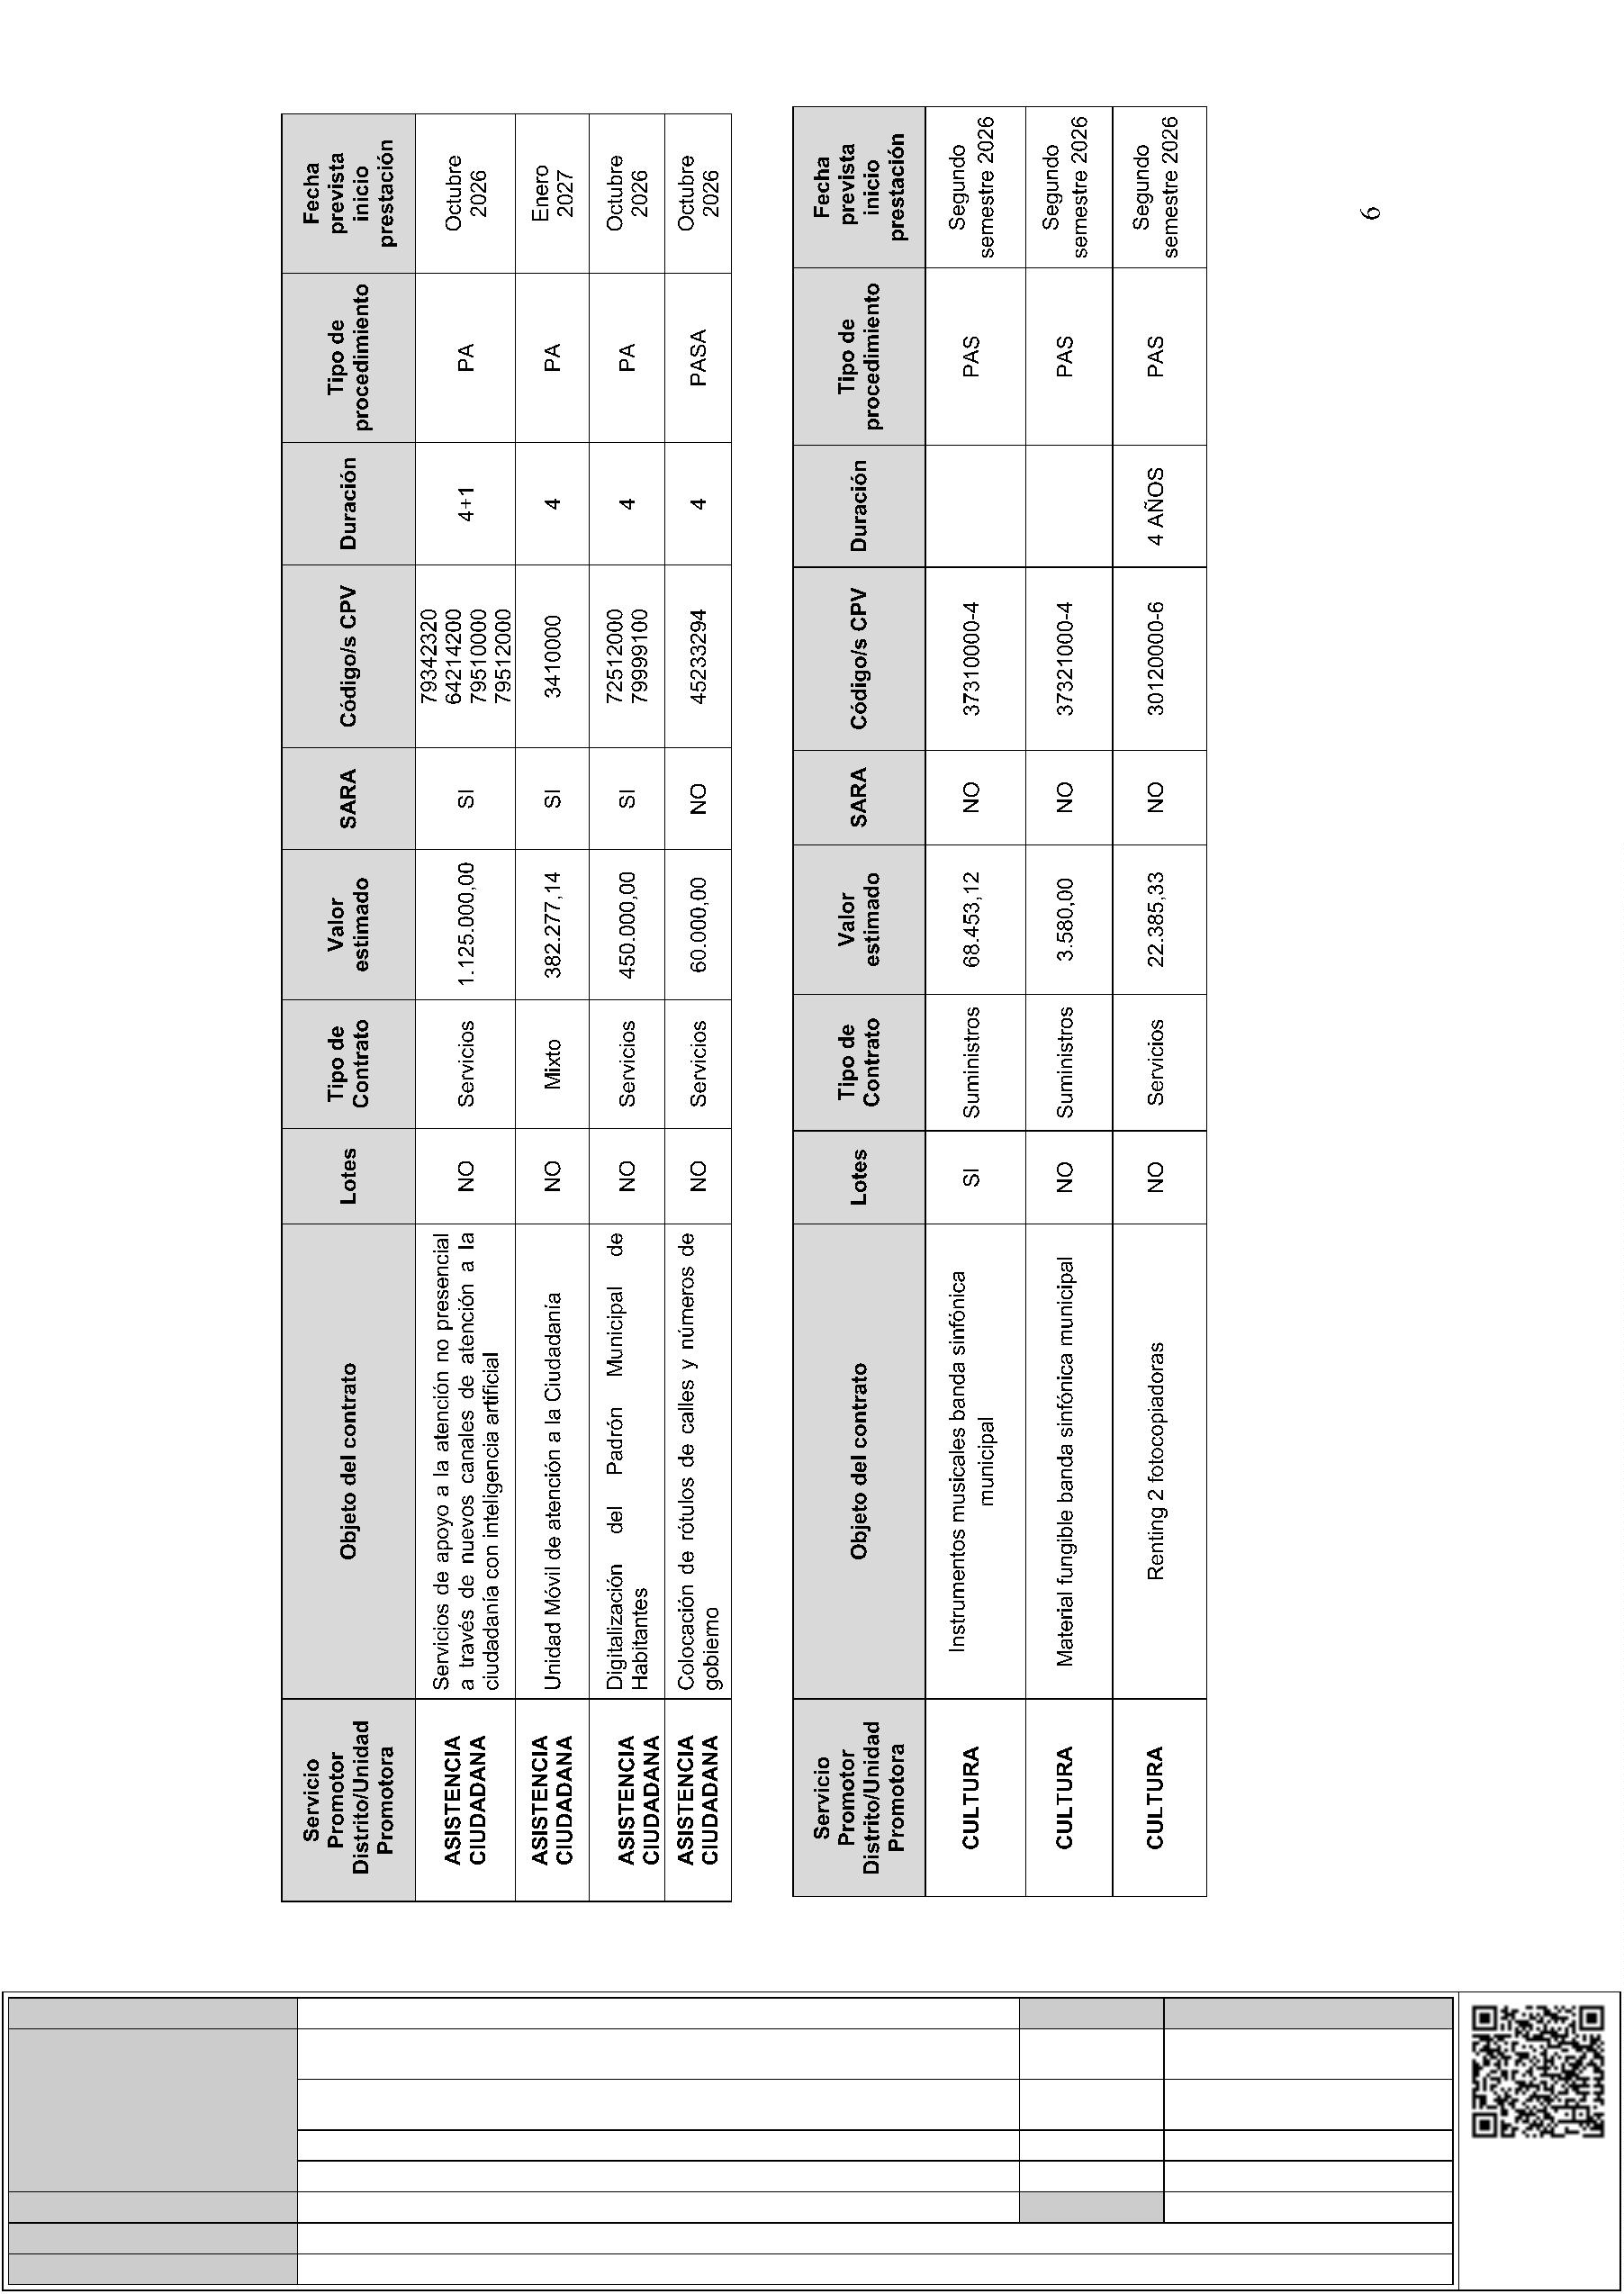 Servicio
Promotor
Distrito/Unidad
Promotora
Objeto del contrato
Lotes
Tipo de
Contrato
Valor
estimado
SARA
Código/s CPV
Duración
Tipo de
procedimiento
Fecha
prevista
inicio
prestación
ASISTENCIA
CIUDADANA
Servicios de apoyo a la atención no presencial
a través de nuevos canales de atención a la
ciudadanía con inteligencia artificial
NO
Servicios
1.125.000,00
SI
79342320
64214200
79510000
79512000
4+1
PA
Octubre
2026
ASISTENCIA
CIUDADANA
Unidad Móvil de atención a la Ciudadanía
NO
Mixto
382.277,14
SI
3410000
4
PA
Enero
2027
ASISTENCIA
CIUDADANA
Digitalización del Padrón Municipal de
Habitantes
NO
Servicios
450.000,00
SI
72512000
79999100
4
PA
Octubre
2026
ASISTENCIA
CIUDADANA
Colocación de rótulos de calles y números de
gobierno
NO
Servicios
60.000,00
NO
45233294
4
PASA
Octubre
2026
Servicio
Promotor
Distrito/Unidad
Promotora
Objeto del contrato
Lotes
Tipo de
Contrato
Valor
estimado
SARA
Código/s CPV
Duración
Tipo de
procedimiento
Fecha
prevista
inicio
prestación
CULTURA
Instrumentos musicales banda sinfónica
municipal
SI
Suministros
68.453,12
NO
37310000-4
PAS
Segundo
semestre 2026
CULTURA
Material fungible banda sinfónica municipal
NO
Suministros
3.580,00
NO
37321000-4
PAS
Segundo
semestre 2026
CULTURA
Renting 2 fotocopiadoras
NO
Servicios
22.385,33
NO
30120000-6
4 AÑOS
PAS
Segundo
semestre 2026
6